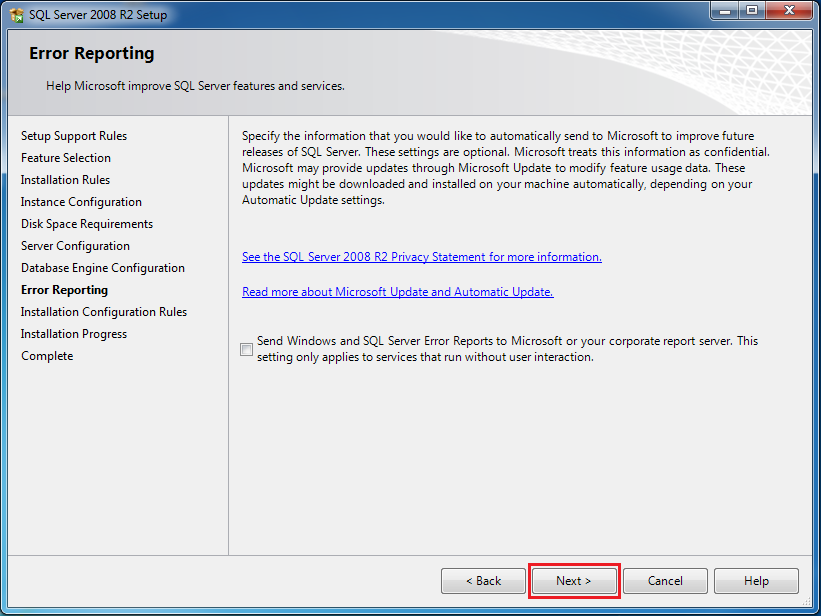 SQL Server 2008 R2 Setup
Error Reporting
Help Microsoft improve SQL Server features and services.
Setup Support Rules
Feature Selection
Installation Rules
Instance Configuration
Disk Space Requirements
Server Configuration
Database Engine Configuration
Error Reporting
Installation Configuration Rules
Installation Progress
Complete
Specify the information that you would like to automatically send to Microsoft to improve future
releases of SQL Server. These settings are optional. Microsoft treats this information as confidential.
Microsoft may provide updates through Microsoft Update to modify feature usage data. These
updates might be downloaded and installed on your machine automatically, depending on your
Automatic Update settings.
See the SQL Server 2008 R2 Privacy Statement for more information.
Read more about Microsoft Update and Automatic Update.
Send Windows and SQL Server Error Reports to Microsoft or your corporate report server. This
setting only applies to services that run without user interaction.
< Back
Next >
Cancel
Help